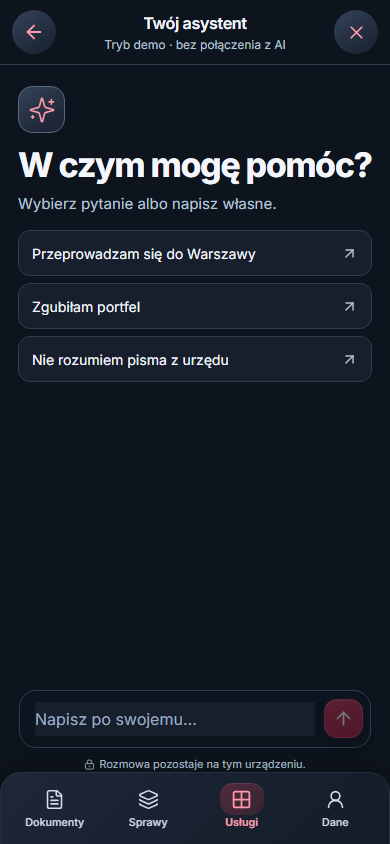 Twój asystent
Tryb demo · bez połączenia z AI
W czym mogę pomóc?
Wybierz pytanie albo napisz własne.
Przeprowadzam się do Warszawy
Zgubiłam portfel
Nie rozumiem pisma z urzędu
Napisz po swojemu...
Rozmowa pozostaje na tym urządzeniu.
Dokumenty
Sprawy
Usługi
Dane